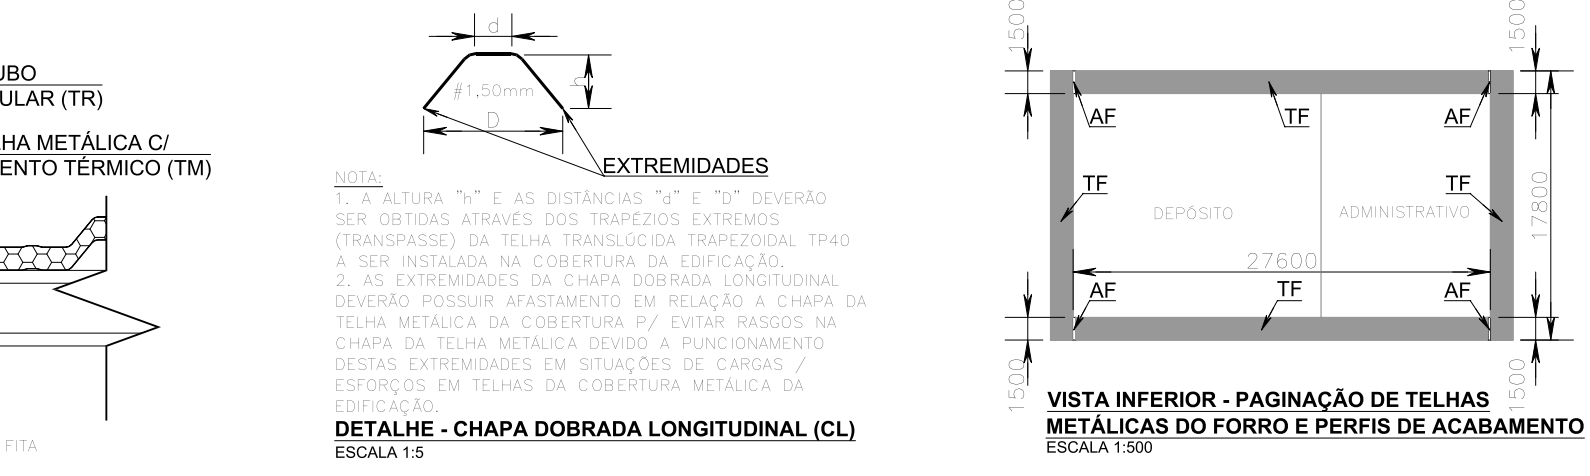 UBO
ULAR (TR)
LHA METÁLICA C/
ENTO TÉRMICO (TM)
FITA
d
#1,50mm
h
D
EXTREMIDADES
NOTA:
1. A ALTURA "h" E AS DISTÂNCIAS "d" E "D" DEVERÃO
SER OBTIDAS ATRAVÉS DOS TRAPÉZIOS EXTREMOS
(TRANSPASSE) DA TELHA TRANSLÚCIDA TRAPEZOIDAL TP40
A SER INSTALADA NA COBERTURA DA EDIFICAÇÃO.
2. AS EXTREMIDADES DA CHAPA DOBRADA LONGITUDINAL
DEVERÃO POSSUIR AFASTAMENTO EM RELAÇÃO A CHAPA DA
TELHA METÁLICA DA COBERTURA P/ EVITAR RASGOS NA
CHAPA DA TELHA METÁLICA DEVIDO A PUNCIONAMENTO
DESTAS EXTREMIDADES EM SITUAÇÕES DE CARGAS /
ESFORÇOS EM TELHAS DA COBERTURA METÁLICA DA
EDIFICAÇÃO.
DETALHE - CHAPA DOBRADA LONGITUDINAL (CL)
ESCALA 1:5
1500
1500
AF
TF
AF
TF
TF
DEPÓSITO
ADMINISTRATIVO
17800
27600
AF
TF
AF
1500
1500
VISTA INFERIOR - PAGINAÇÃO DE TELHAS
METÁLICAS DO FORRO E PERFIS DE ACABAMENTO
ESCALA 1:500